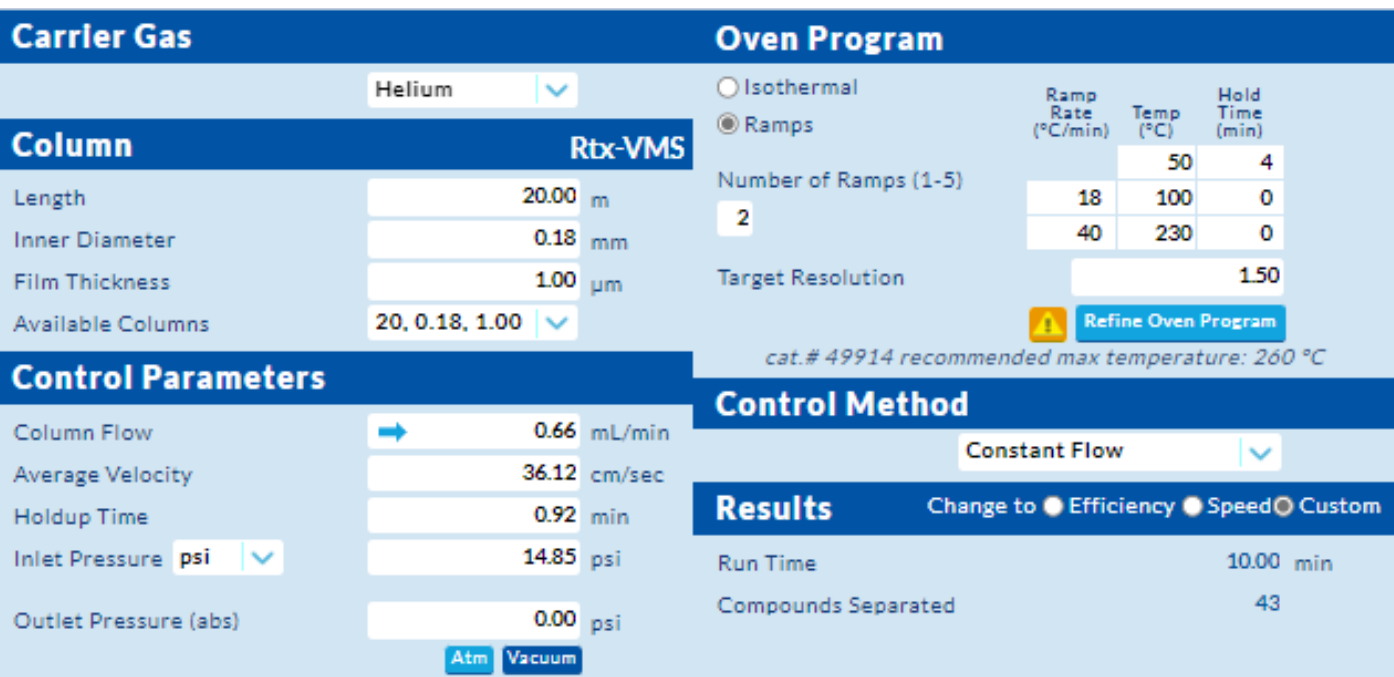 Carrier Gas
Helium
Column Rtx-VMS
Length 20.00 m
Inner Diameter 0.18 mm
Film Thickness 1.00 µm
Available Columns 20, 0.18, 1.00
Control Parameters
Column Flow 0.66 mL/min
Average Velocity 36.12 cm/sec
Holdup Time 0.92 min
Inlet Pressure psi 14.85 psi
Outlet Pressure (abs) 0.00 psi
Atm Vacuum
Oven Program
Isothermal
Ramps
Ramp Rate (°C/min) Temp (°C) Hold Time (min)
50 4
Number of Ramps (1-5)
18 100 0
2
40 230 0
Target Resolution 1.50
Refine Oven Program
cat.# 49914 recommended max temperature: 260 °C
Control Method
Constant Flow
Results Change to Efficiency Speed Custom
Run Time 10.00 min
Compounds Separated 43